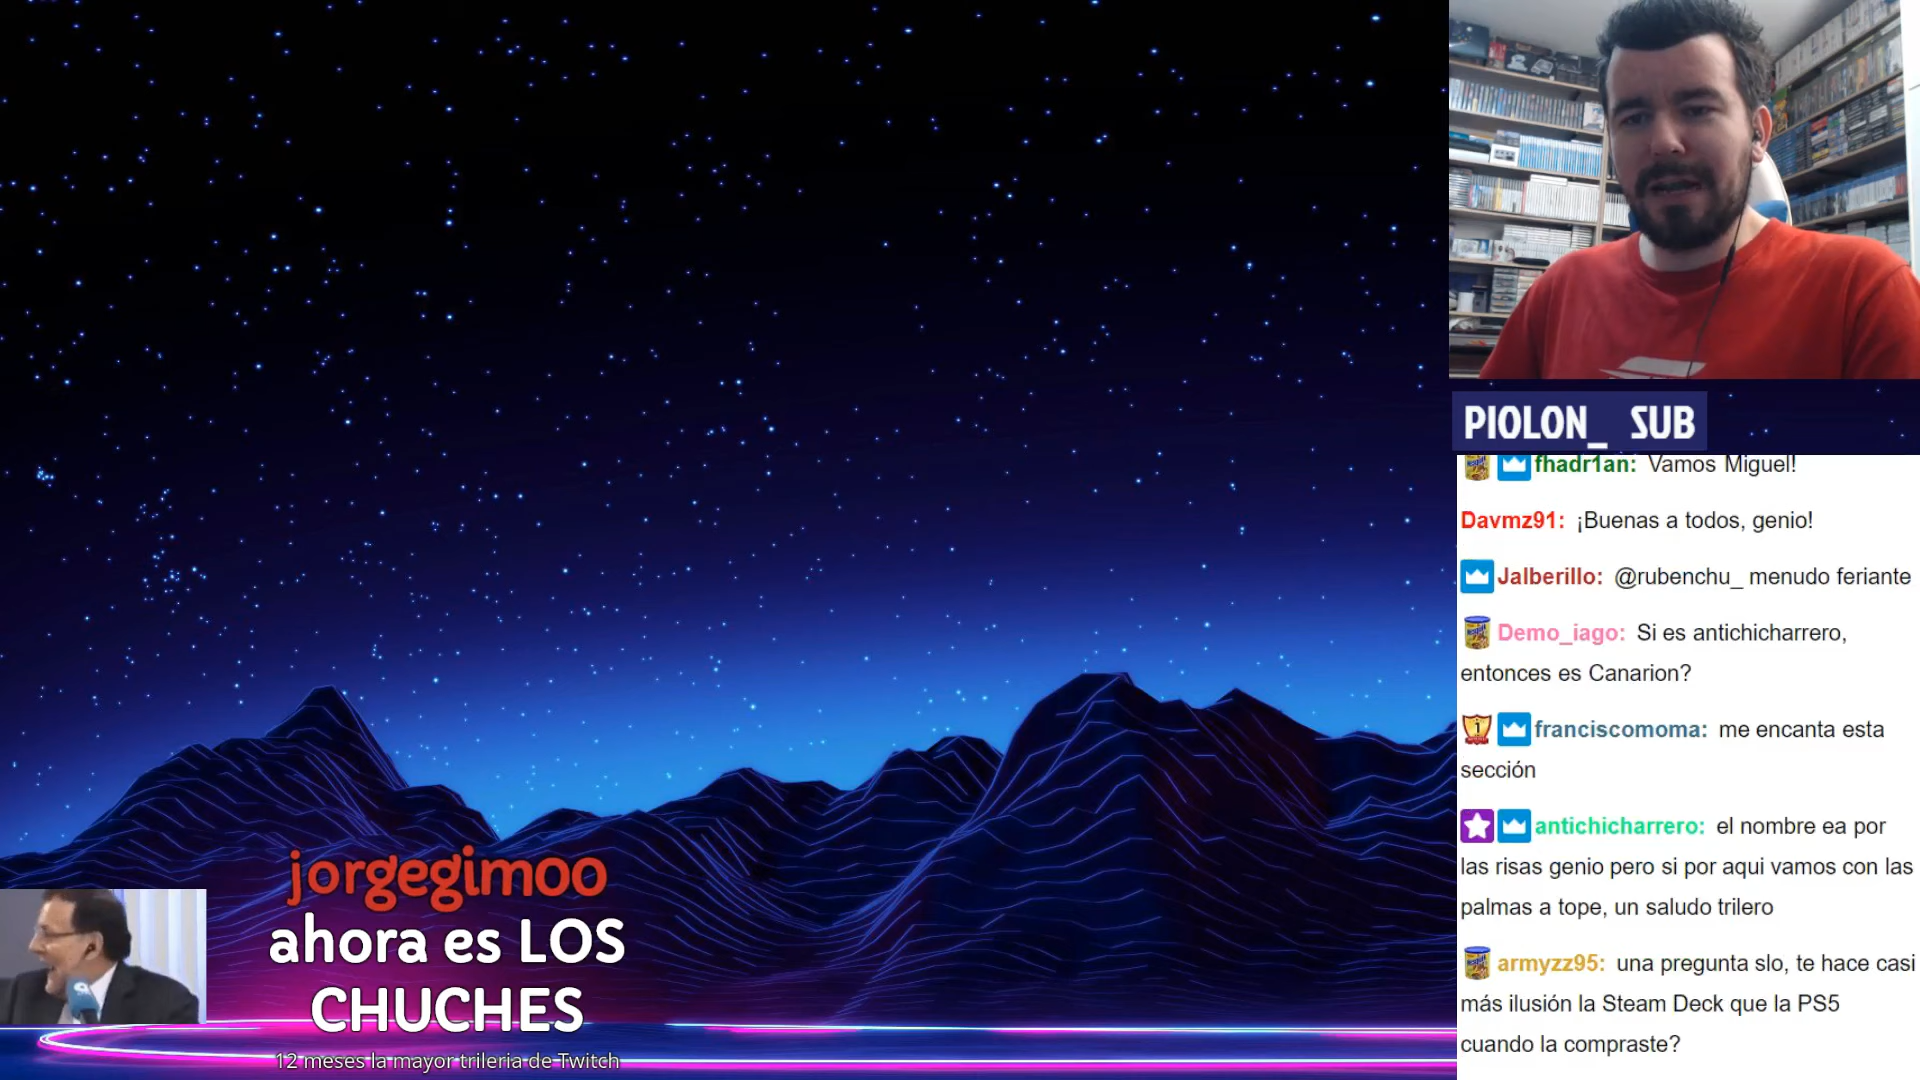 PIOLON_ SUB
fhadr1an: Vamos Miguel!
Davmz91: ¡Buenas a todos, genio!
Jalberillo: @rubenchu_ menudo feriante
Demo_iago: Si es antichicharrero,
entonces es Canarion?
franciscomoma: me encanta esta
sección
antichicharrero: el nombre ea por
las risas genio pero si por aqui vamos con las
palmas a tope, un saludo trilero
armyzz95: una pregunta slo, te hace casi
más ilusión la Steam Deck que la PS5
cuando la compraste?
jorgegimoo
ahora es LOS
CHUCHES
12 meses la mayor trileria de Twitch